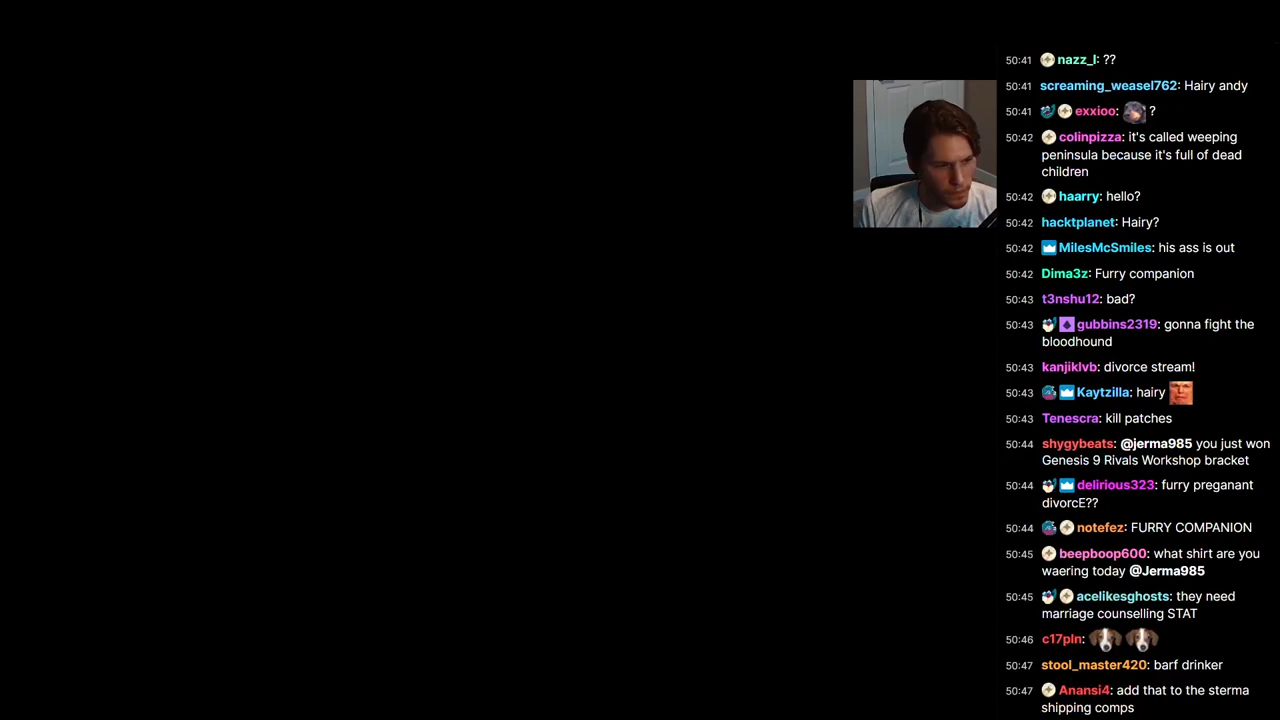 50:41 nazz_l: ??
50:41 screaming_weasel762: Hairy andy
50:41 exxioo: ?
50:42 colinpizza: it's called weeping
peninsula because it's full of dead
children
50:42 haarry: hello?
50:42 hacktplanet: Hairy?
50:42 MilesMcSmiles: his ass is out
50:42 Dima3z: Furry companion
50:43 t3nshu12: bad?
50:43 gubbins2319: gonna fight the
bloodhound
50:43 kanjiklvb: divorce stream!
50:43 Kaytzilla: hairy
50:43 Tenescra: kill patches
50:44 shygybeats: @jerma985 you just won
Genesis 9 Rivals Workshop bracket
50:44 delirious323: furry preganant
divorcE??
50:44 notefez: FURRY COMPANION
50:45 beepboop600: what shirt are you
waering today @Jerma985
50:45 acelikesghosts: they need
marriage counselling STAT
50:46 c17pln:
50:47 stool_master420: barf drinker
50:47 Anansi4: add that to the sterma
shipping comps